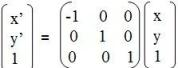 x’ -1 0 0 x
y’ = 0 1 0 y
1 0 0 1 1